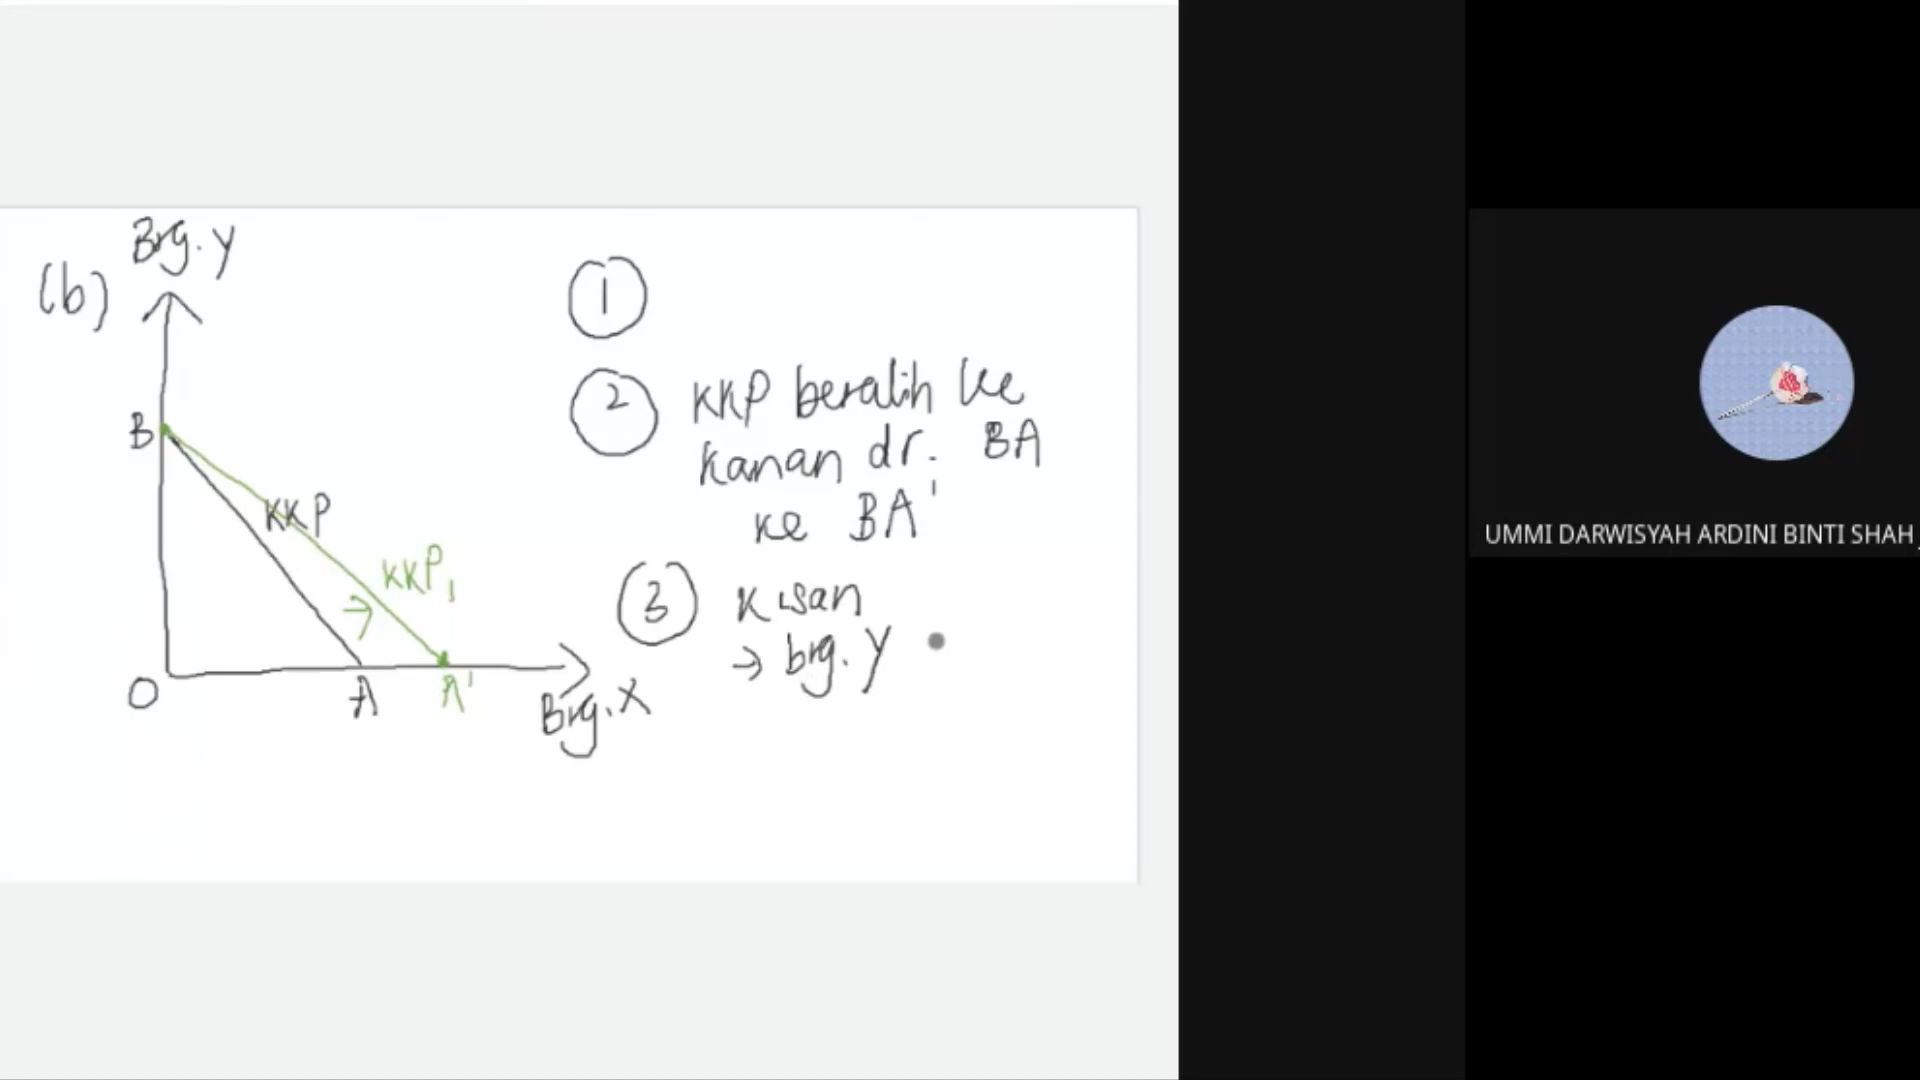 (b)
Brg. y
B
KKP
KKP₁
O
A
A'
Brg. X
1
2 KKP beralih ke
kanan dr. BA
ke BA'
3 Ksan
→ brg. y
UMMI DARWISYAH ARDINI BINTI SHAH